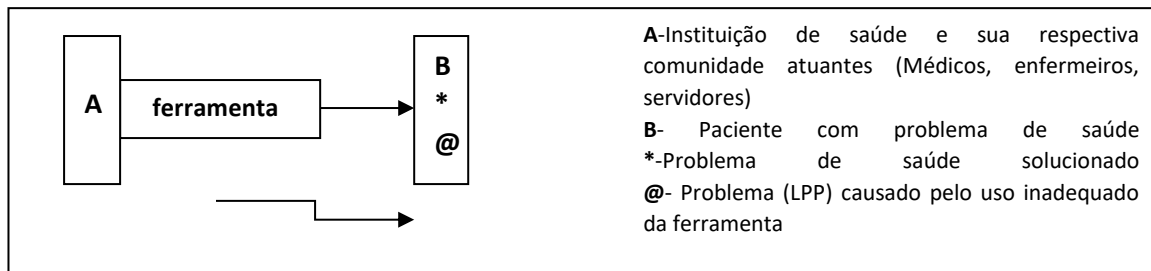 A
ferramenta
B
*
@
A-Instituição de saúde e sua respectiva
comunidade atuantes (Médicos, enfermeiros,
servidores)
B- Paciente com problema de saúde
*-Problema de saúde solucionado
@- Problema (LPP) causado pelo uso inadequado
da ferramenta